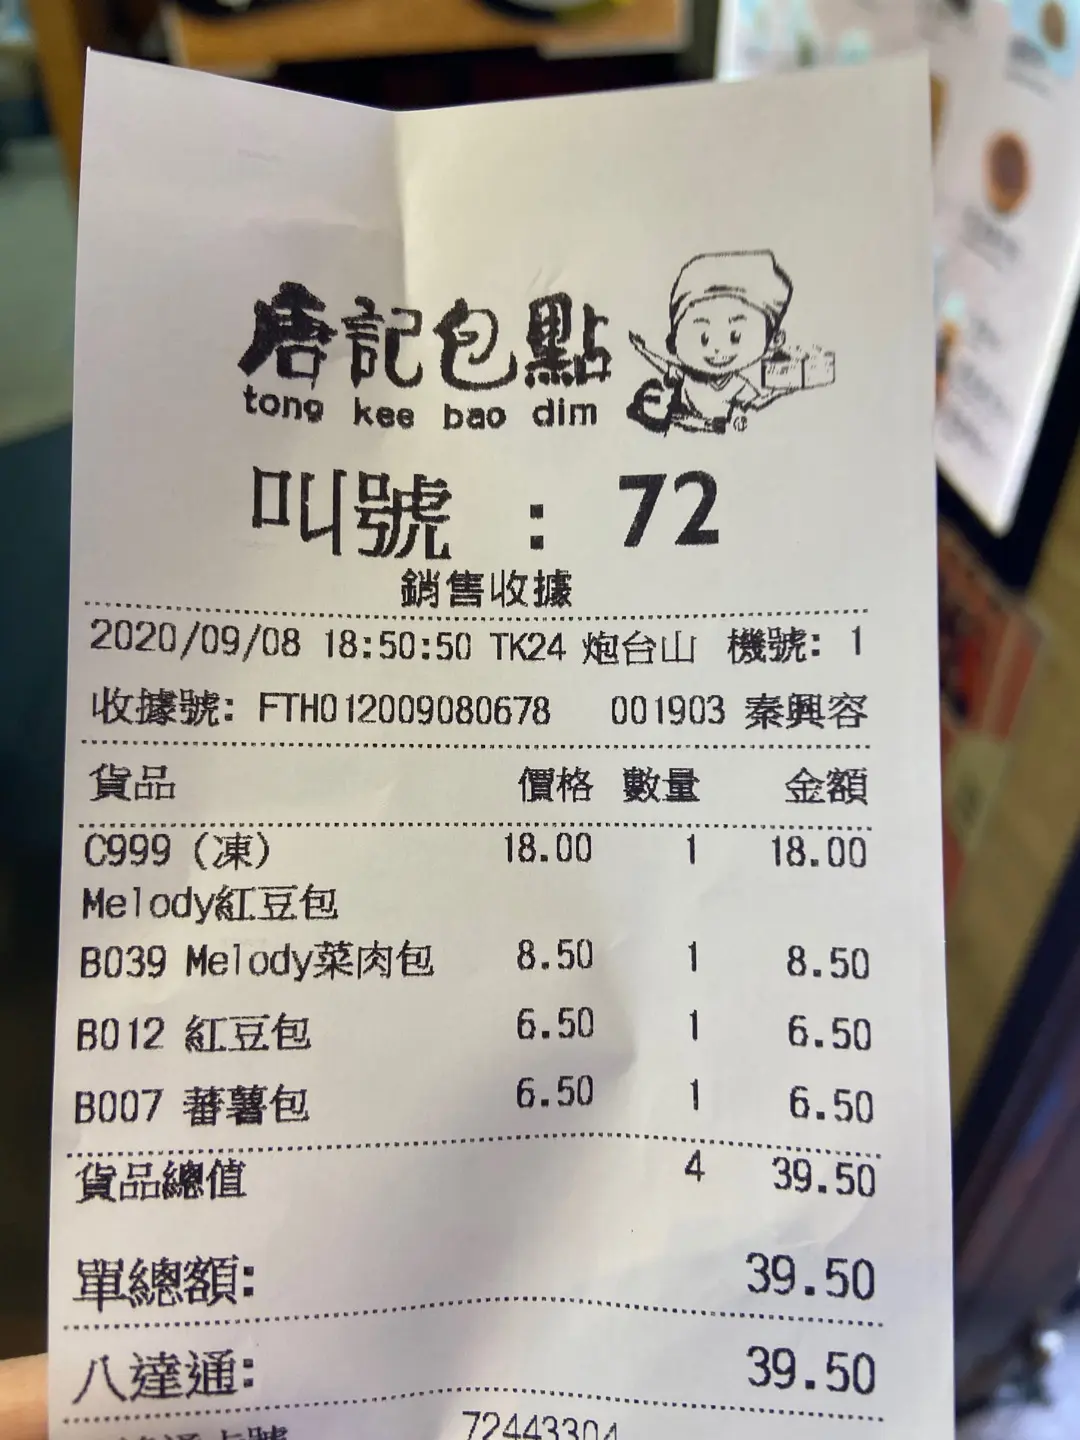 唐記包點
tong kee bao dim
叫號 : 72
銷售收據
2020/09/08 18:50:50 TK24 炮台山 機號: 1
收據號: FTH012009080678 001903 秦興容
貨品 價格 數量 金額
C999 (凍) 18.00 1 18.00
Melody紅豆包
B039 Melody菜肉包 8.50 1 8.50
B012 紅豆包 6.50 1 6.50
B007 蕃薯包 6.50 1 6.50
貨品總值 4 39.50
單總額: 39.50
八達通: 39.50
72443304